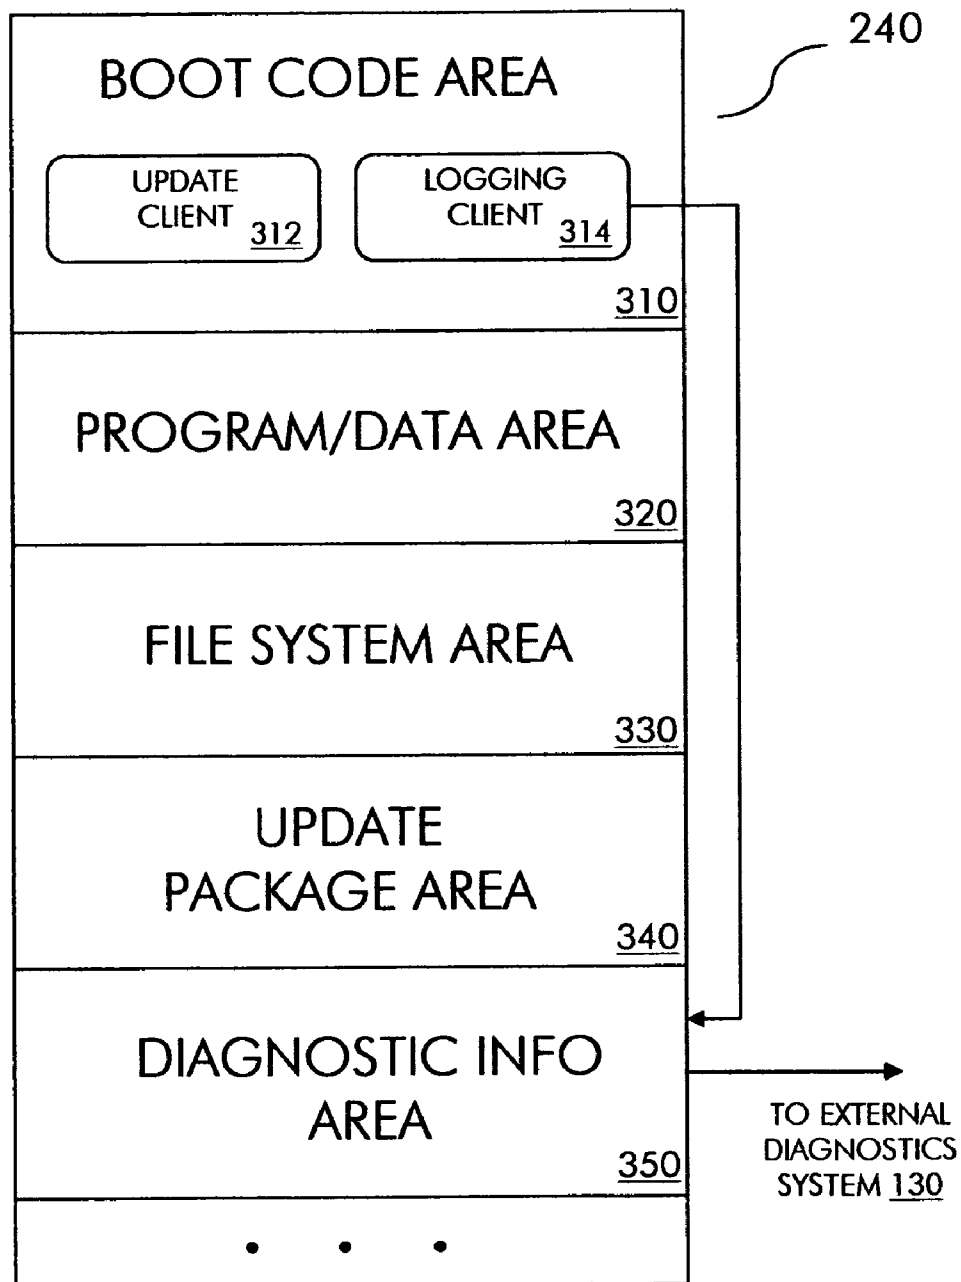 240
BOOT CODE AREA
UPDATE
CLIENT
312
LOGGING
CLIENT
314
310
PROGRAM/DATA AREA
320
FILE SYSTEM AREA
330
UPDATE
PACKAGE AREA
340
DIAGNOSTIC INFO
AREA
350
TO EXTERNAL
DIAGNOSTICS
SYSTEM 130